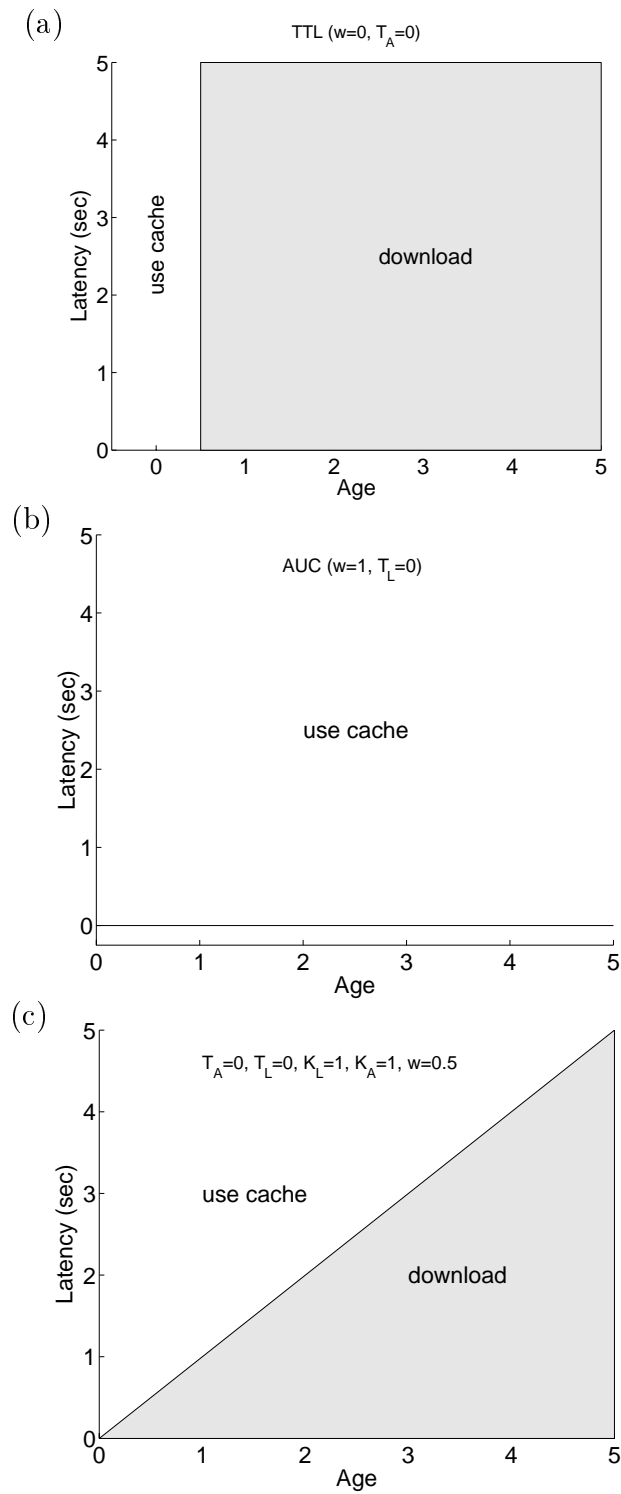 (a)
TTL (w=0, T_A=0)
5
4
3
2
1
0
Latency (sec)
use cache
download
0 1 2 3 4 5
Age
(b)
5
4
3
2
1
0
Latency (sec)
AUC (w=1, T_L=0)
use cache
0 1 2 3 4 5
Age
(c)
5
4
3
2
1
0
Latency (sec)
T_A=0, T_L=0, K_L=1, K_A=1, w=0.5
use cache
download
0 1 2 3 4 5
Age